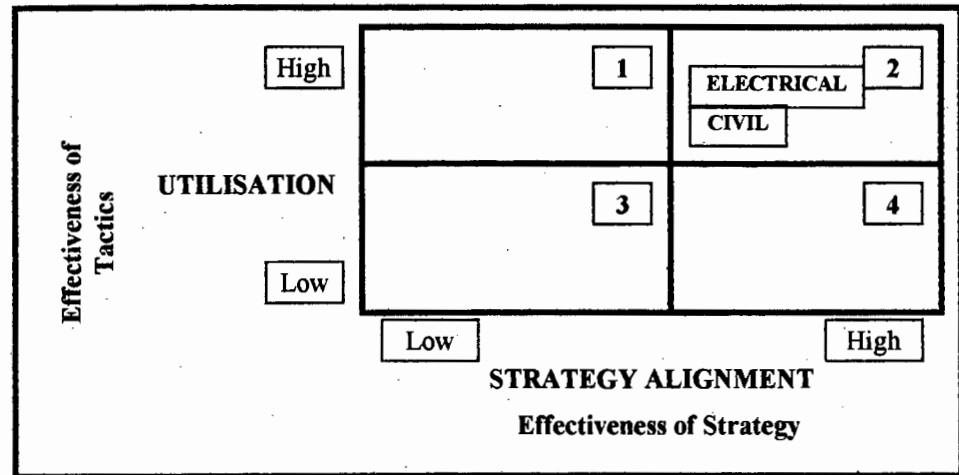 High
1
2
ELECTRICAL
CIVIL
Effectiveness of
Tactics
UTILISATION
3
4
Low
Low
High
STRATEGY ALIGNMENT
Effectiveness of Strategy